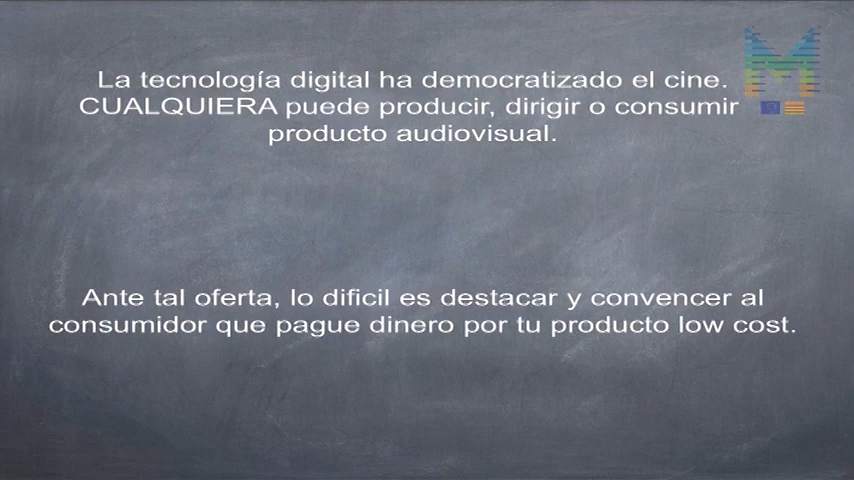 La tecnología digital ha democratizado el cine.
CUALQUIERA puede producir, dirigir o consumir
producto audiovisual.
Ante tal oferta, lo dificil es destacar y convencer al
consumidor que pague dinero por tu producto low cost.